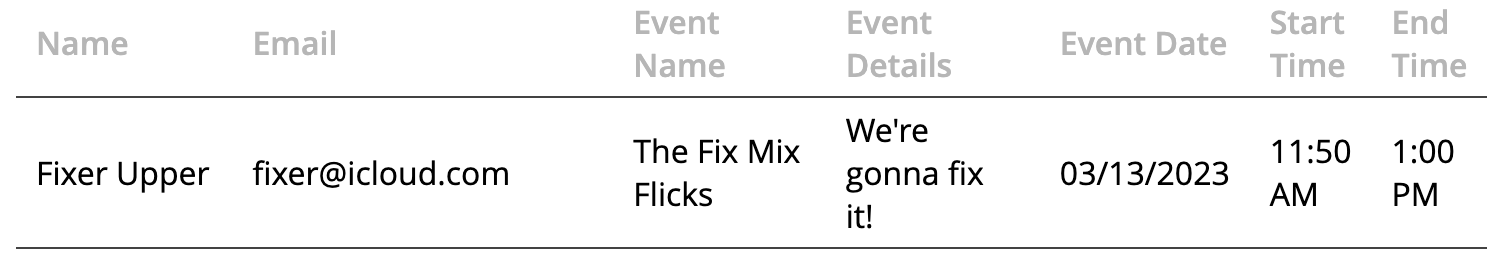 Name Email Event Name Event Details Event Date Start Time End Time
Fixer Upper fixer@icloud.com The Fix Mix Flicks We're gonna fix it! 03/13/2023 11:50 AM 1:00 PM